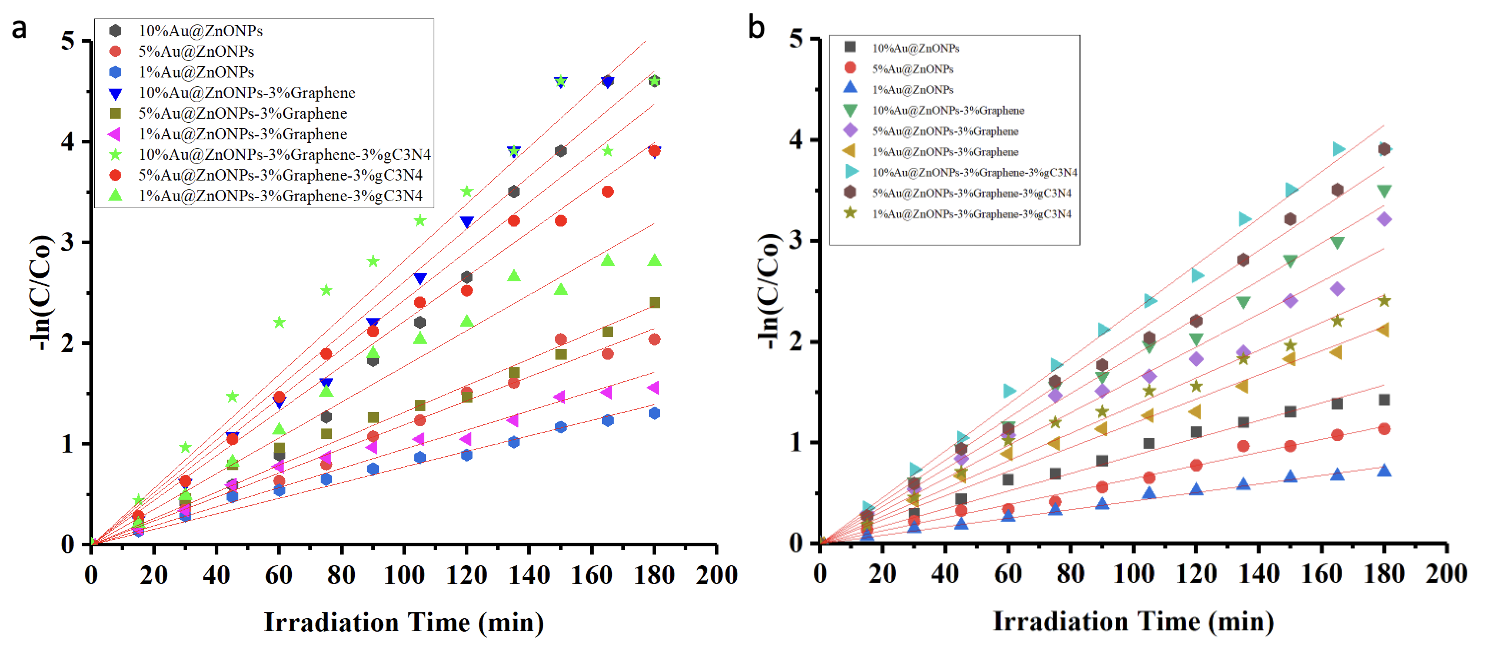 a
10%Au@ZnONPs
5%Au@ZnONPs
1%Au@ZnONPs
10%Au@ZnONPs-3%Graphene
5%Au@ZnONPs-3%Graphene
1%Au@ZnONPs-3%Graphene
10%Au@ZnONPs-3%Graphene-3%gC3N4
5%Au@ZnONPs-3%Graphene-3%gC3N4
1%Au@ZnONPs-3%Graphene-3%gC3N4
5
4
3
2
1
0
-ln(C/Co)
0 20 40 60 80 100 120 140 160 180 200
Irradiation Time (min)
b
10%Au@ZnONPs
5%Au@ZnONPs
1%Au@ZnONPs
10%Au@ZnONPs-3%Graphene
5%Au@ZnONPs-3%Graphene
1%Au@ZnONPs-3%Graphene
10%Au@ZnONPs-3%Graphene-3%gC3N4
5%Au@ZnONPs-3%Graphene-3%gC3N4
1%Au@ZnONPs-3%Graphene-3%gC3N4
5
4
3
2
1
0
-ln(C/Co)
0 20 40 60 80 100 120 140 160 180 200
Irradiation Time (min)